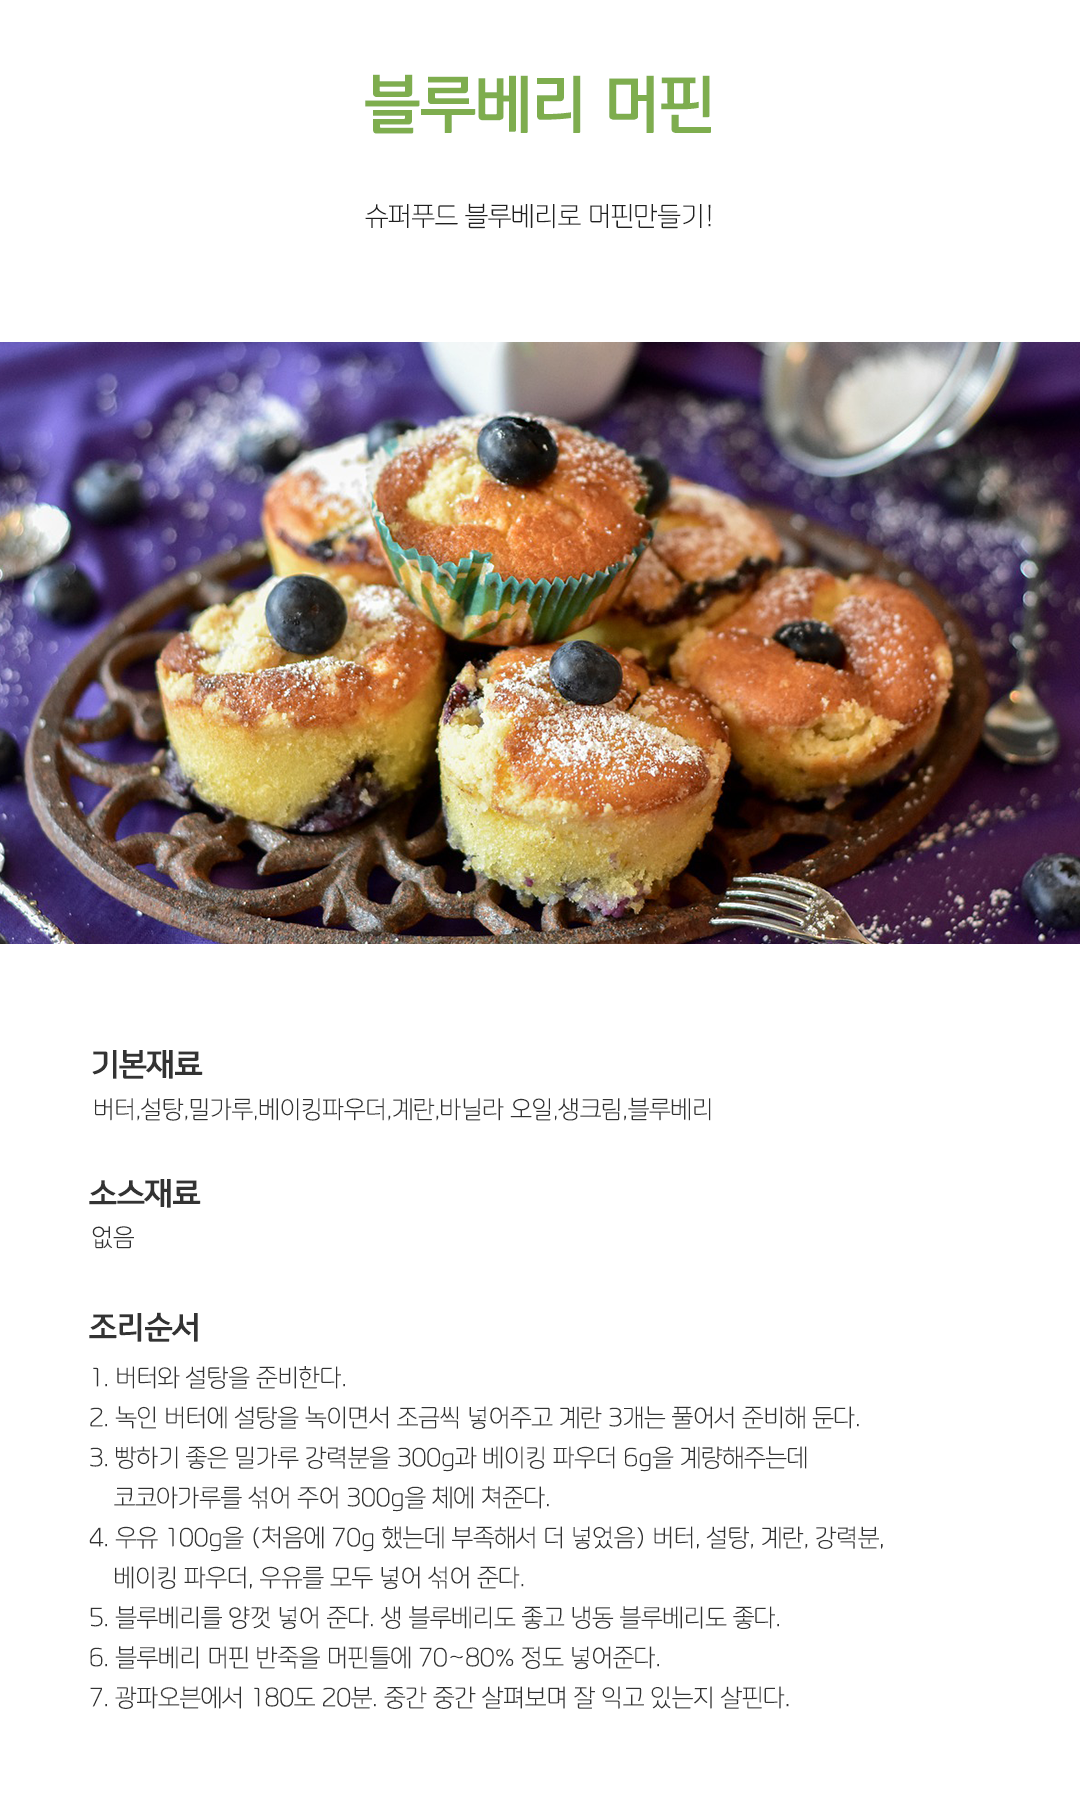 블루베리 머핀
슈퍼푸드 블루베리로 머핀만들기!
기본재료
버터,설탕,밀가루,베이킹파우더,계란,바닐라 오일,생크림,블루베리
소스재료
없음
조리순서
1. 버터와 설탕을 준비한다.
2. 녹인 버터에 설탕을 녹이면서 조금씩 넣어주고 계란 3개는 풀어서 준비해 둔다.
3. 빵하기 좋은 밀가루 강력분을 300g과 베이킹 파우더 6g을 계량해주는데
코코아가루를 섞어 주어 300g을 체에 쳐준다.
4. 우유 100g을 (처음에 70g 했는데 부족해서 더 넣었음) 버터, 설탕, 계란, 강력분,
베이킹 파우더, 우유를 모두 넣어 섞어 준다.
5. 블루베리를 양껏 넣어 준다. 생 블루베리도 좋고 냉동 블루베리도 좋다.
6. 블루베리 머핀 반죽을 머핀틀에 70~80% 정도 넣어준다.
7. 광파오븐에서 180도 20분. 중간 중간 살펴보며 잘 익고 있는지 살핀다.